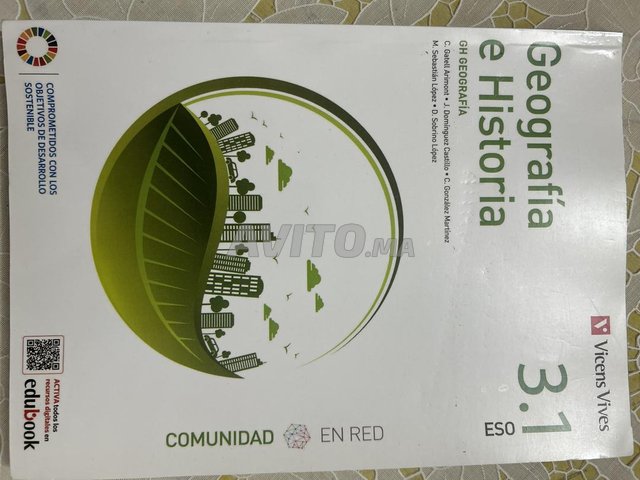 Geografía
e Historia
GH GEOGRAFÍA
C. Gatell Arimont • J. Domínguez Castillo • C. González Martínez
M. Sebastián López • D. Sobrino López
Vicens Vives
3.1
ESO
AVITO.MA
COMPROMETIDOS CON LOS
OBJETIVOS DE DESARROLLO
SOSTENIBLE
COMUNIDAD EN RED
ACTIVA todos los
recursos digitales en
edubook